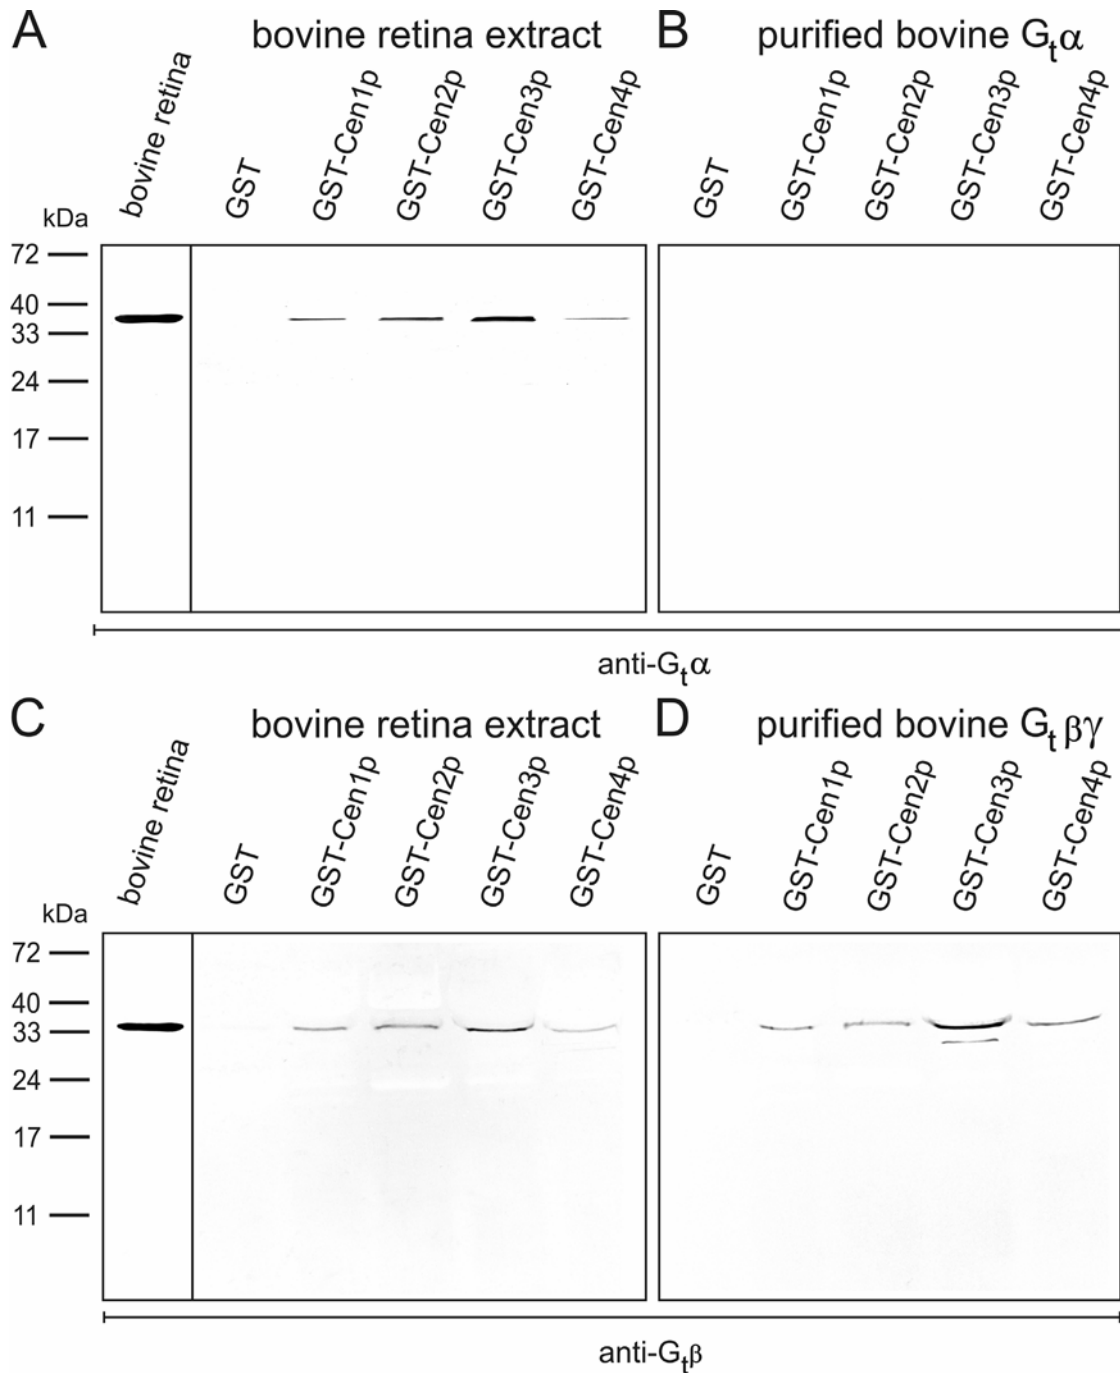 A
bovine retina extract
B
purified bovine Gtα
bovine retina
GST
GST-Cen1p
GST-Cen2p
GST-Cen3p
GST-Cen4p
GST
GST-Cen1p
GST-Cen2p
GST-Cen3p
GST-Cen4p
kDa
72
40
33
24
17
11
anti-Gtα
C
bovine retina extract
D
purified bovine Gt βγ
bovine retina
GST
GST-Cen1p
GST-Cen2p
GST-Cen3p
GST-Cen4p
GST
GST-Cen1p
GST-Cen2p
GST-Cen3p
GST-Cen4p
kDa
72
40
33
24
17
11
anti-Gtβ